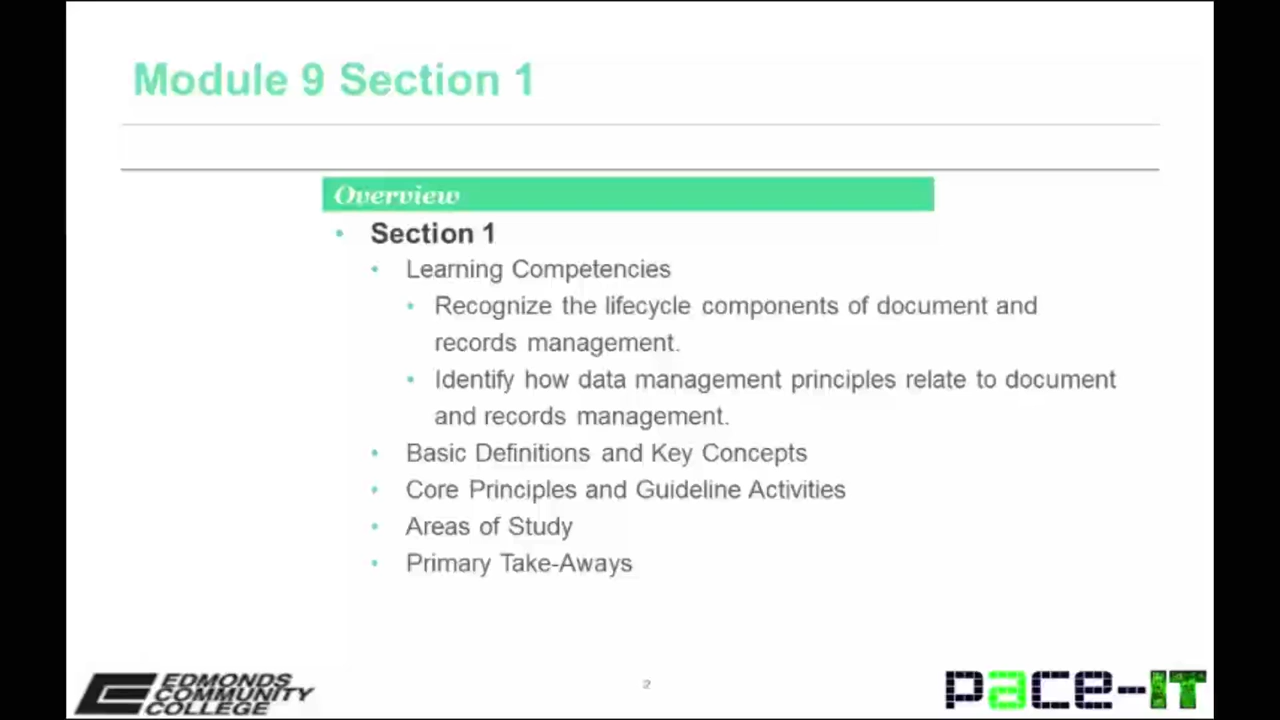 Module 9 Section 1
Overview
• Section 1
• Learning Competencies
• Recognize the lifecycle components of document and
records management.
• Identify how data management principles relate to document
and records management.
• Basic Definitions and Key Concepts
• Core Principles and Guideline Activities
• Areas of Study
• Primary Take-Aways
EDMONDS
COMMUNITY
COLLEGE
2
pace-IT